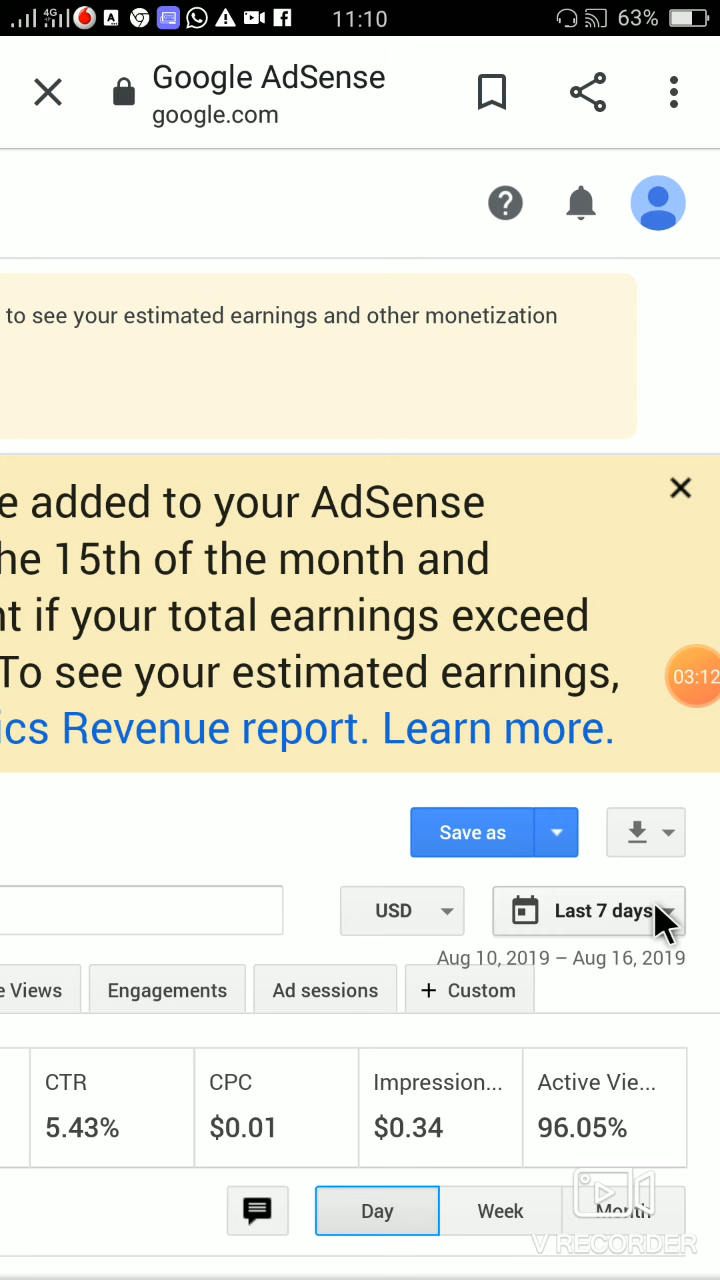 4G A 11:10 63%
Google AdSense
google.com
to see your estimated earnings and other monetization
e added to your AdSense
he 15th of the month and
nt if your total earnings exceed
To see your estimated earnings,
03:12
ics Revenue report. Learn more.
Save as
USD Last 7 days
Aug 10, 2019 – Aug 16, 2019
e Views Engagements Ad sessions + Custom
CTR CPC Impression... Active Vie...
5.43% $0.01 $0.34 96.05%
Day Week Month
V RECORDER